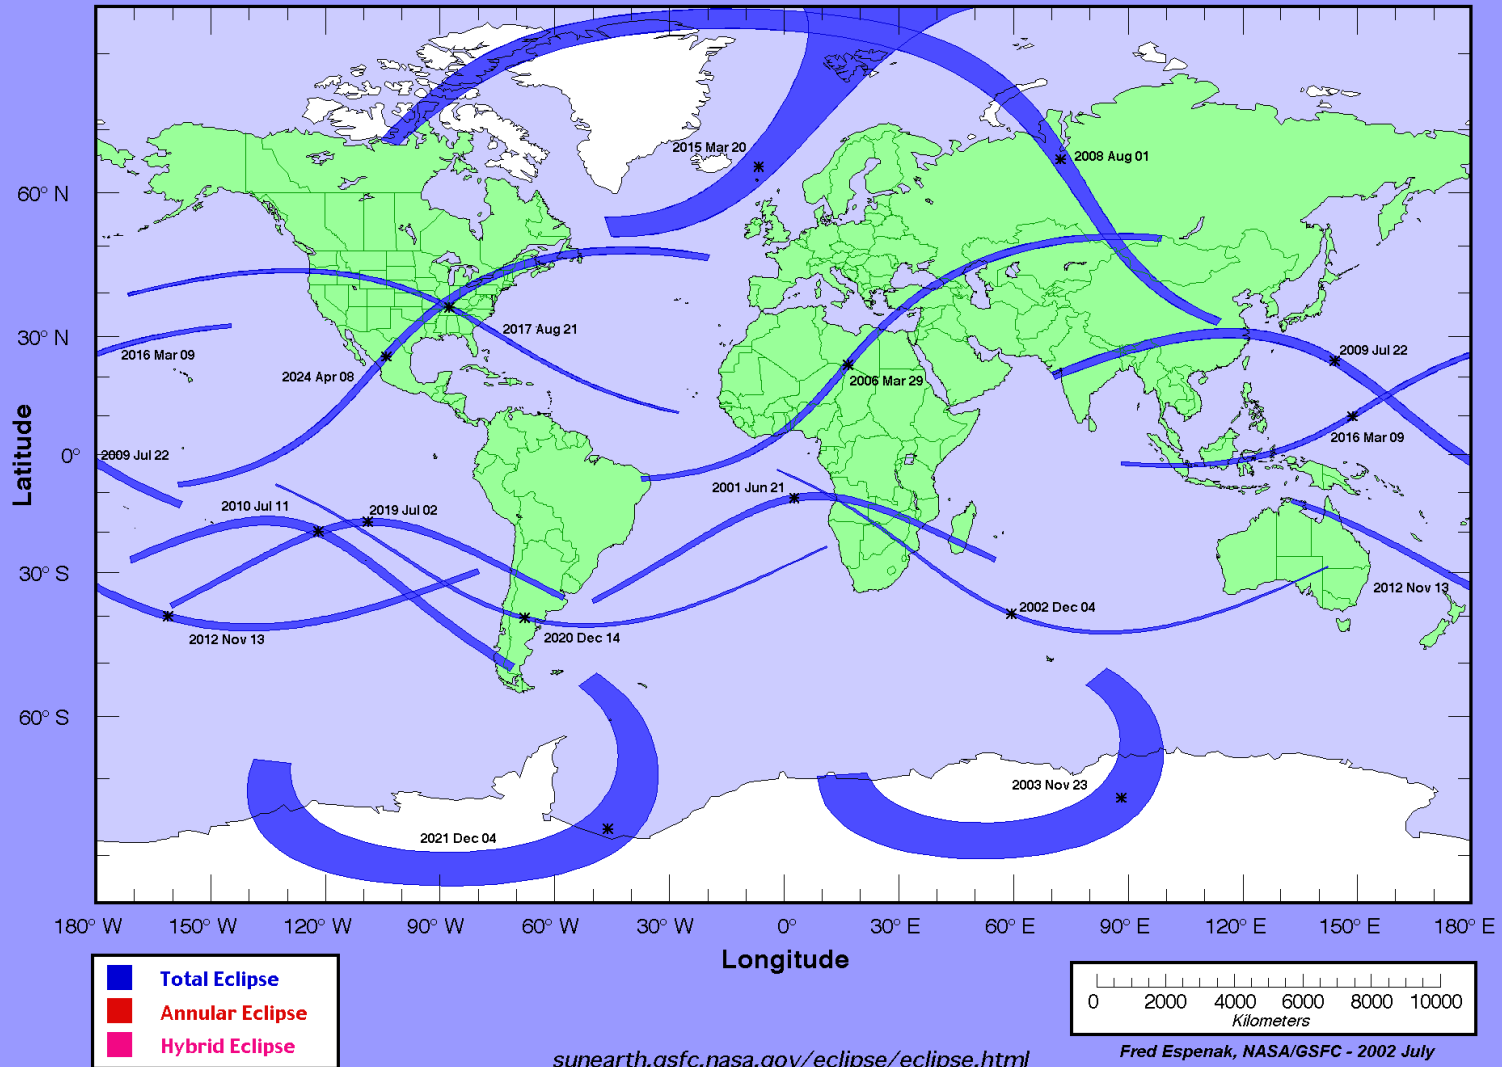 2015 Mar 20
2008 Aug 01
60° N
2017 Aug 21
30° N
2016 Mar 09
2009 Jul 22
2024 Apr 08
2006 Mar 29
Latitude
2016 Mar 09
0°
2009 Jul 22
2001 Jun 21
2010 Jul 11
2019 Jul 02
30° S
2012 Nov 13
2002 Dec 04
2012 Nov 13
2020 Dec 14
60° S
2003 Nov 23
2021 Dec 04
180° W 150° W 120° W 90° W 60° W 30° W 0° 30° E 60° E 90° E 120° E 150° E 180° E
Longitude
Total Eclipse
Annular Eclipse
Hybrid Eclipse
0 2000 4000 6000 8000 10000
Kilometers
Fred Espenak, NASA/GSFC - 2002 July
sunearth.gsfc.nasa.gov/eclipse/eclipse.html